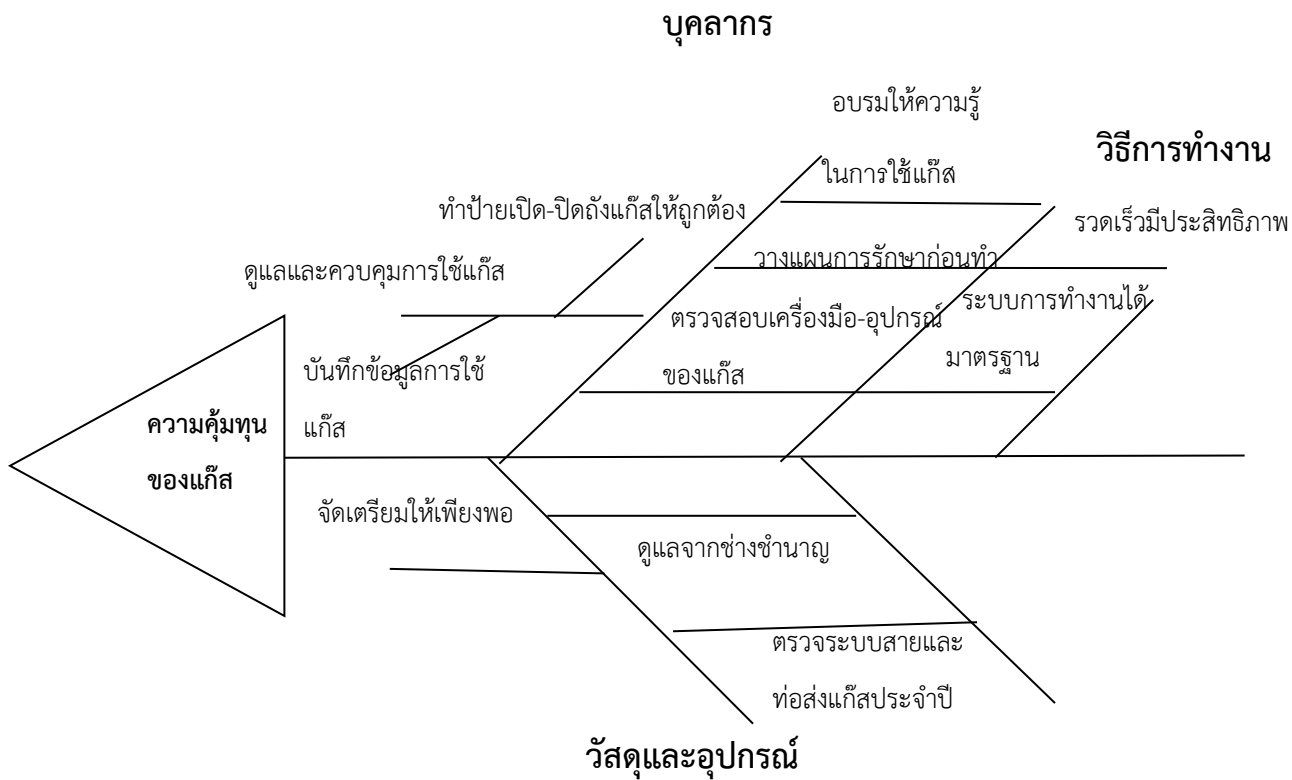 บุคลากร
อบรมให้ความรู้
ในการใช้แก๊ส
วิธีการทำงาน
รวดเร็วมีประสิทธิภาพ
ทำป้ายเปิด-ปิดถังแก๊สให้ถูกต้อง
ดูแลและควบคุมการใช้แก๊ส
วางแผนการรักษาก่อนทำ
ตรวจสอบเครื่องมือ-อุปกรณ์
ของแก๊ส
ระบบการทำงานได้
มาตรฐาน
บันทึกข้อมูลการใช้
แก๊ส
ความคุ้มทุน
ของแก๊ส
จัดเตรียมให้เพียงพอ
ดูแลจากช่างชำนาญ
ตรวจระบบสายและ
ท่อส่งแก๊สประจำปี
วัสดุและอุปกรณ์